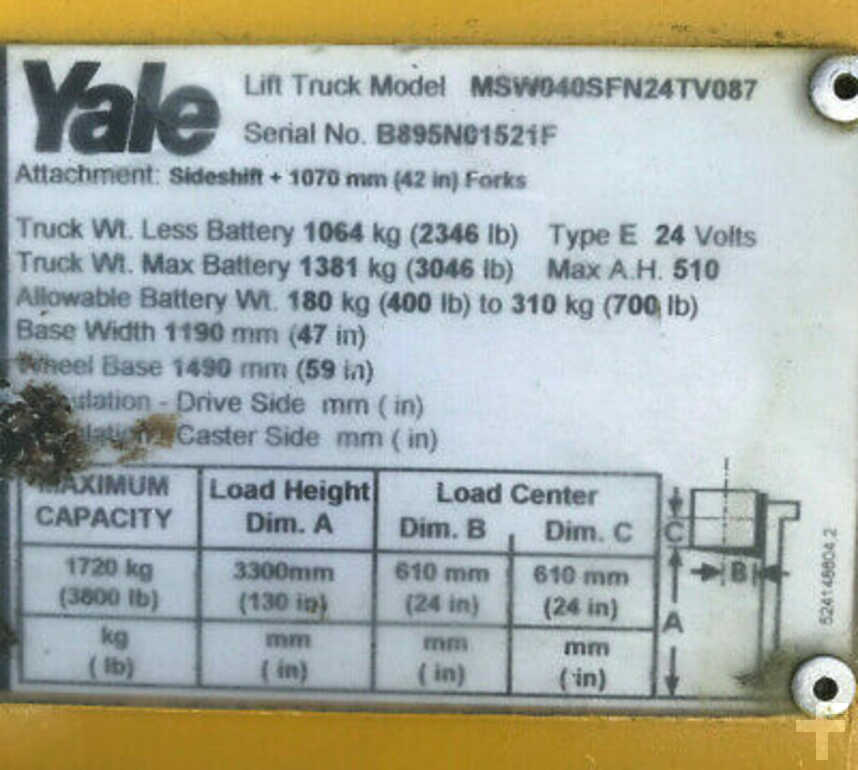 Yale
Lift Truck Model MSW040SFN24TV087
Serial No. B895N01521F
Attachment: Sideshift + 1070 mm (42 in) Forks
Truck Wt. Less Battery 1064 kg (2346 lb) Type E 24 Volts
Truck Wt. Max Battery 1381 kg (3046 lb) Max A.H. 510
Allowable Battery Wt. 180 kg (400 lb) to 310 kg (700 lb)
Base Width 1190 mm (47 in)
Wheel Base 1490 mm (59 in)
- Drive Side mm ( in)
Caster Side mm ( in)
MAXIMUM CAPACITY Load Height Dim. A Load Center Dim. B Dim. C
1720 kg 3300mm 610 mm 610 mm
(3800 lb) (130 in) (24 in) (24 in)
kg mm mm mm
( lb) ( in) ( in) ( in)
C
B
A
524148604.2